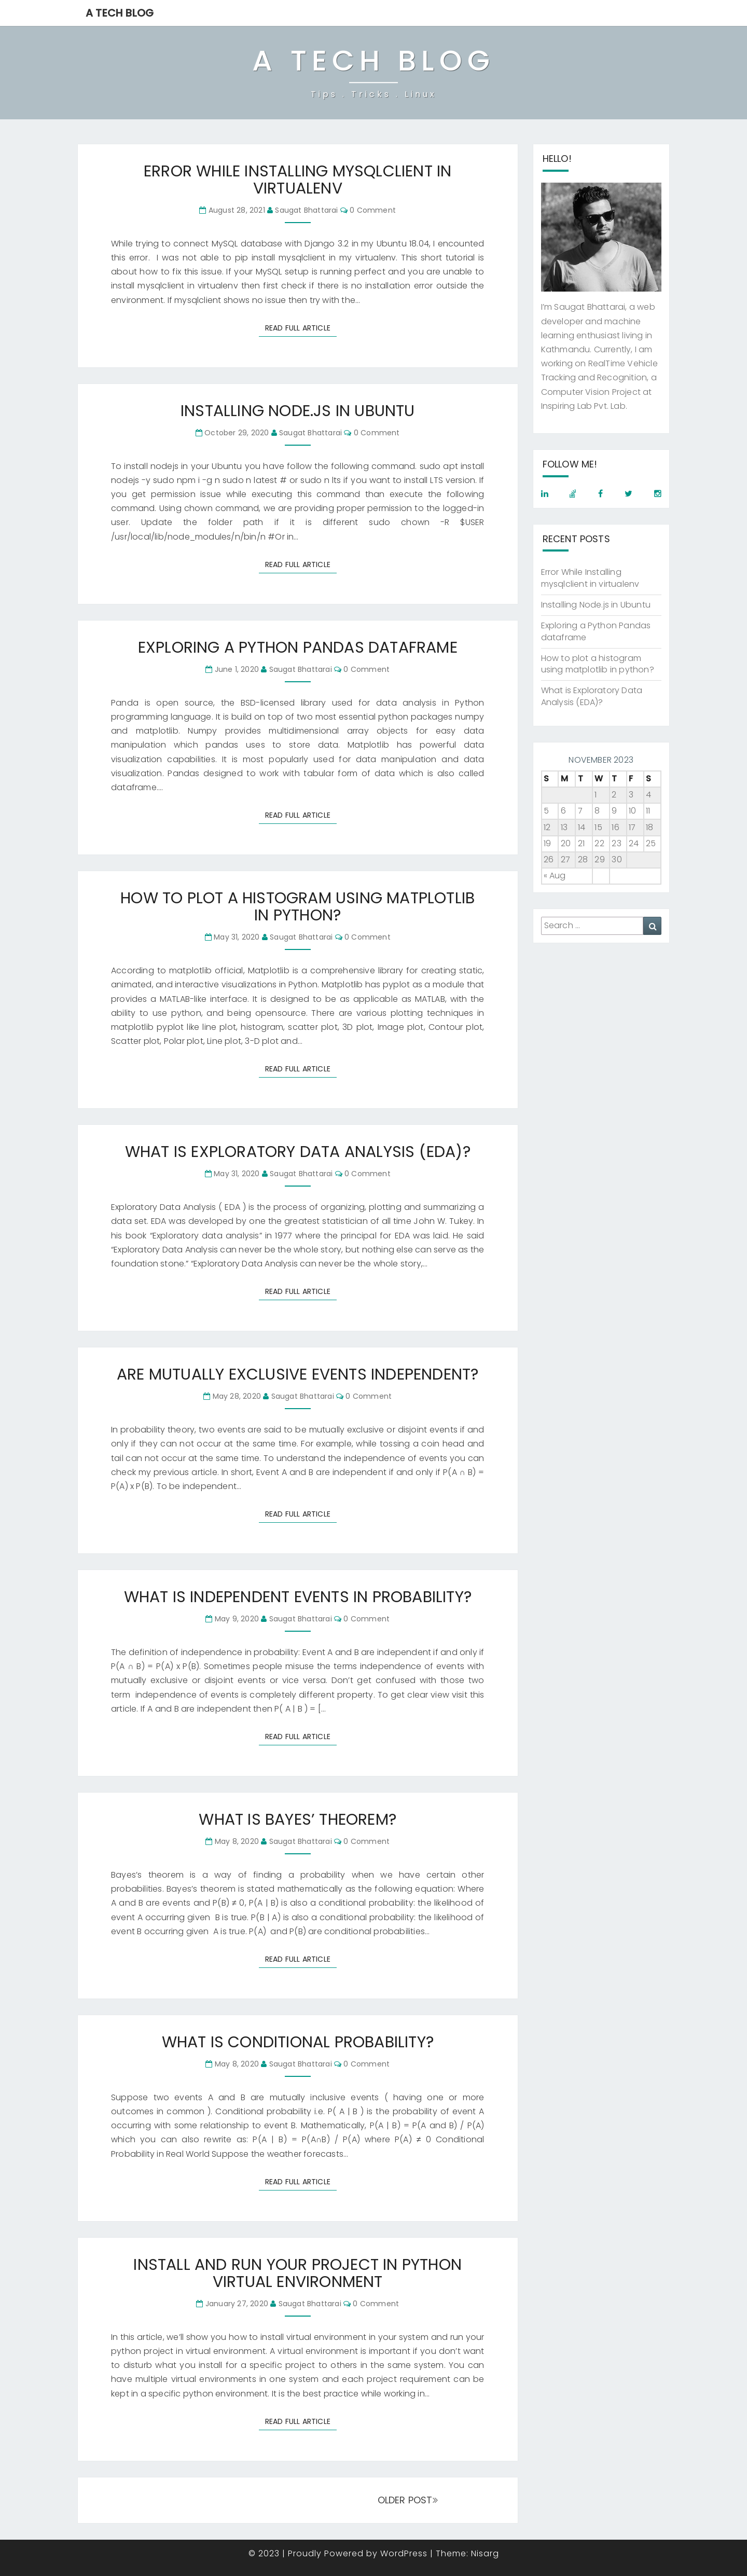 A TECH BLOG
A TECH BLOG
Tips . Tricks . Linux
ERROR WHILE INSTALLING MYSQLCLIENT IN
VIRTUALENV
August 28, 2021 Saugat Bhattarai 0 Comment
While trying to connect MySQL database with Django 3.2 in my Ubuntu 18.04, I encountered
this error. I was not able to pip install mysqlclient in my virtualenv. This short tutorial is
about how to fix this issue. If your MySQL setup is running perfect and you are unable to
install mysqlclient in virtualenv then first check if there is no installation error outside the
environment. If mysqlclient shows no issue then try with the…
READ FULL ARTICLE
INSTALLING NODE.JS IN UBUNTU
October 29, 2020 Saugat Bhattarai 0 Comment
To install nodejs in your Ubuntu you have follow the following command. sudo apt install
nodejs -y sudo npm i -g n sudo n latest # or sudo n lts if you want to install LTS version. If
you get permission issue while executing this command than execute the following
command. Using chown command, we are providing proper permission to the logged-in
user. Update the folder path if it is different sudo chown -R $USER
/usr/local/lib/node_modules/n/bin/n #Or in…
READ FULL ARTICLE
EXPLORING A PYTHON PANDAS DATAFRAME
June 1, 2020 Saugat Bhattarai 0 Comment
Panda is open source, the BSD-licensed library used for data analysis in Python
programming language. It is build on top of two most essential python packages numpy
and matplotlib. Numpy provides multidimensional array objects for easy data
manipulation which pandas uses to store data. Matplotlib has powerful data
visualization capabilities. It is most popularly used for data manipulation and data
visualization. Pandas designed to work with tabular form of data which is also called
dataframe.…
READ FULL ARTICLE
HOW TO PLOT A HISTOGRAM USING MATPLOTLIB
IN PYTHON?
May 31, 2020 Saugat Bhattarai 0 Comment
According to matplotlib official, Matplotlib is a comprehensive library for creating static,
animated, and interactive visualizations in Python. Matplotlib has pyplot as a module that
provides a MATLAB-like interface. It is designed to be as applicable as MATLAB, with the
ability to use python, and being opensource. There are various plotting techniques in
matplotlib pyplot like line plot, histogram, scatter plot, 3D plot, Image plot, Contour plot,
Scatter plot, Polar plot, Line plot, 3-D plot and…
READ FULL ARTICLE
WHAT IS EXPLORATORY DATA ANALYSIS (EDA)?
May 31, 2020 Saugat Bhattarai 0 Comment
Exploratory Data Analysis ( EDA ) is the process of organizing, plotting and summarizing a
data set. EDA was developed by one the greatest statistician of all time John W. Tukey. In
his book “Exploratory data analysis” in 1977 where the principal for EDA was laid. He said
“Exploratory Data Analysis can never be the whole story, but nothing else can serve as the
foundation stone.” “Exploratory Data Analysis can never be the whole story,…
READ FULL ARTICLE
ARE MUTUALLY EXCLUSIVE EVENTS INDEPENDENT?
May 28, 2020 Saugat Bhattarai 0 Comment
In probability theory, two events are said to be mutually exclusive or disjoint events if and
only if they can not occur at the same time. For example, while tossing a coin head and
tail can not occur at the same time. To understand the independence of events you can
check my previous article. In short, Event A and B are independent if and only if P(A ∩ B) =
P(A) x P(B). To be independent…
READ FULL ARTICLE
WHAT IS INDEPENDENT EVENTS IN PROBABILITY?
May 9, 2020 Saugat Bhattarai 0 Comment
The definition of independence in probability: Event A and B are independent if and only if
P(A ∩ B) = P(A) x P(B). Sometimes people misuse the terms independence of events with
mutually exclusive or disjoint events or vice versa. Don’t get confused with those two
term independence of events is completely different property. To get clear view visit this
article. If A and B are independent then P( A | B ) = […
READ FULL ARTICLE
WHAT IS BAYES’ THEOREM?
May 8, 2020 Saugat Bhattarai 0 Comment
Bayes’s theorem is a way of finding a probability when we have certain other
probabilities. Bayes’s theorem is stated mathematically as the following equation: Where
A and B are events and P(B) ≠ 0, P(A | B) is also a conditional probability: the likelihood of
event A occurring given B is true. P(B | A) is also a conditional probability: the likelihood of
event B occurring given A is true. P(A) and P(B) are conditional probabilities…
READ FULL ARTICLE
WHAT IS CONDITIONAL PROBABILITY?
May 8, 2020 Saugat Bhattarai 0 Comment
Suppose two events A and B are mutually inclusive events ( having one or more
outcomes in common ). Conditional probability i.e. P( A | B ) is the probability of event A
occurring with some relationship to event B. Mathematically, P(A | B) = P(A and B) / P(A)
which you can also rewrite as: P(A | B) = P(A∩B) / P(A) where P(A) ≠ 0 Conditional
Probability in Real World Suppose the weather forecasts…
READ FULL ARTICLE
INSTALL AND RUN YOUR PROJECT IN PYTHON
VIRTUAL ENVIRONMENT
January 27, 2020 Saugat Bhattarai 0 Comment
In this article, we’ll show you how to install virtual environment in your system and run your
python project in virtual environment. A virtual environment is important if you don’t want
to disturb what you install for a specific project to others in the same system. You can
have multiple virtual environments in one system and each project requirement can be
kept in a specific python environment. It is the best practice while working in…
READ FULL ARTICLE
OLDER POST»
HELLO!
I’m Saugat Bhattarai, a web
developer and machine
learning enthusiast living in
Kathmandu. Currently, I am
working on RealTime Vehicle
Tracking and Recognition, a
Computer Vision Project at
Inspiring Lab Pvt. Lab.
FOLLOW ME!
RECENT POSTS
Error While Installing
mysqlclient in virtualenv
Installing Node.js in Ubuntu
Exploring a Python Pandas
dataframe
How to plot a histogram
using matplotlib in python?
What is Exploratory Data
Analysis (EDA)?
NOVEMBER 2023
S M T W T F S
1 2 3 4
5 6 7 8 9 10 11
12 13 14 15 16 17 18
19 20 21 22 23 24 25
26 27 28 29 30
« Aug
Search …
© 2023 | Proudly Powered by WordPress | Theme: Nisarg